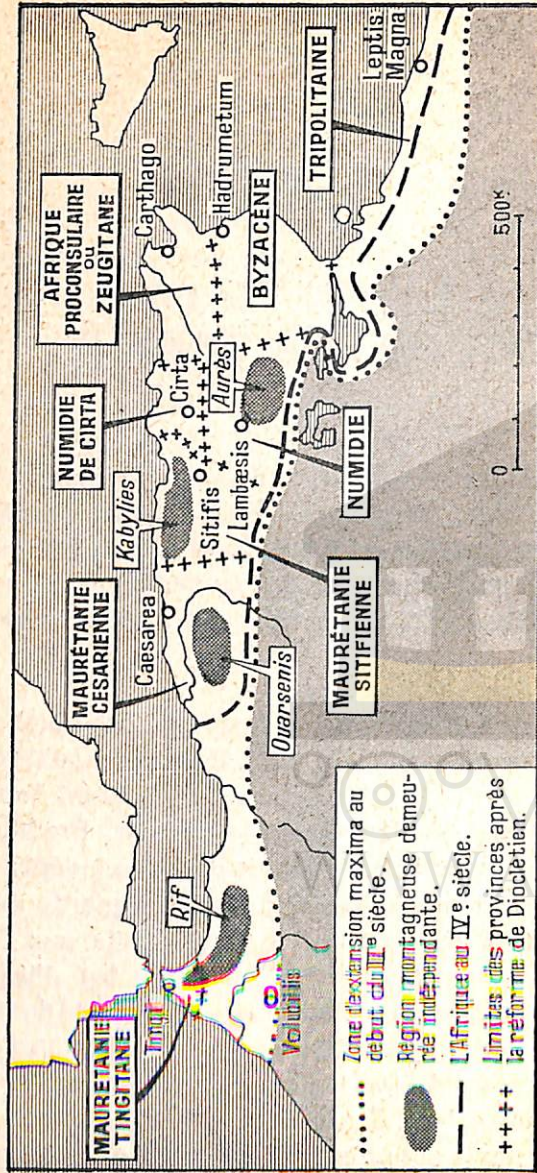 MAURÉTANIE
TINGITANE
Tingi
Volubilis
Rif
MAURÉTANIE
CESARIENNE
Caesarea
Ouarsenis
Kabylies
Sitifis
MAURÉTANIE
SITIFIENNE
NUMIDIE
DE CIRTA
Cirta
Lambæsis
Aurès
NUMIDIE
AFRIQUE
PROCONSULAIRE
OU
ZEUGITANE
Carthago
Hadrumetum
BYZACÈNE
TRIPOLITAINE
Leptis
Magna
0 500K
Zone d'extension maxima au
début du IIIe siècle.
Région montagneuse demeu-
rée indépendante.
L'Afrique au IVe siècle.
Limites des provinces après
la réforme de Dioclétien.